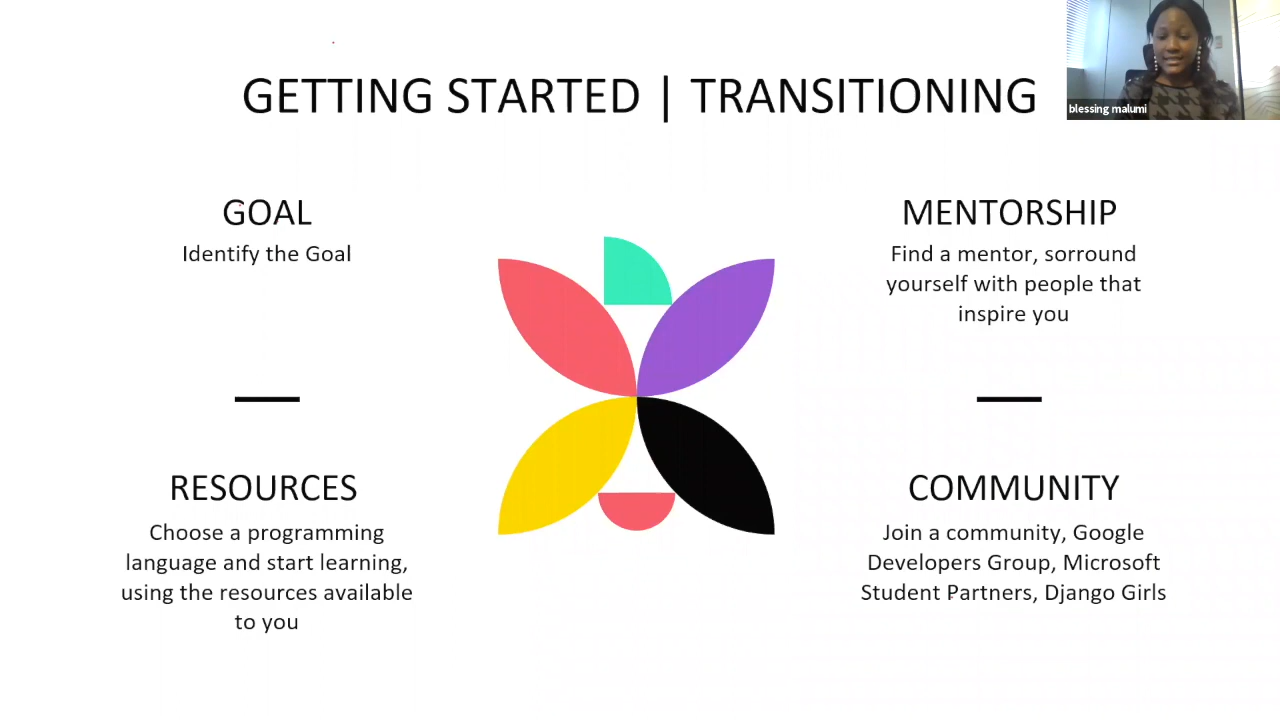 GETTING STARTED | TRANSITIONING
blessing malumi
GOAL
Identify the Goal
MENTORSHIP
Find a mentor, sorround
yourself with people that
inspire you
RESOURCES
Choose a programming
language and start learning,
using the resources available
to you
COMMUNITY
Join a community, Google
Developers Group, Microsoft
Student Partners, Django Girls